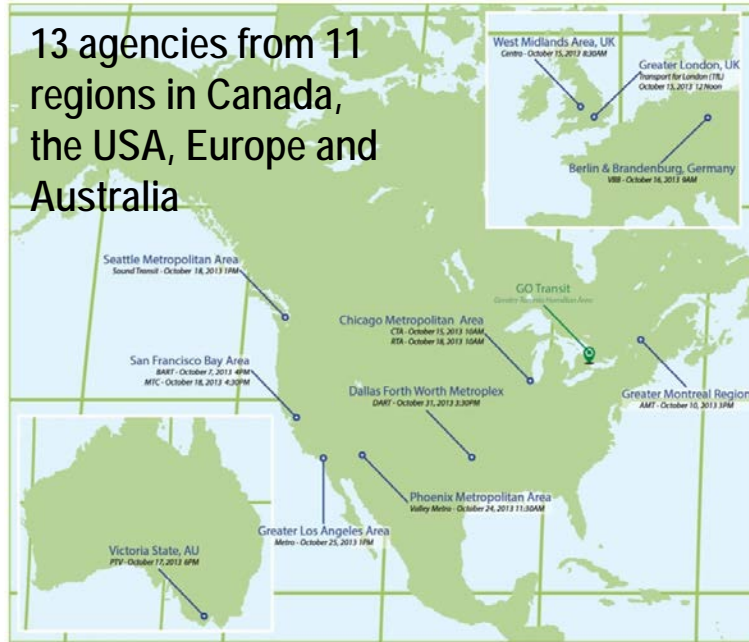 13 agencies from 11
regions in Canada,
the USA, Europe and
Australia
West Midlands Area, UK
Centro - October 15, 2013 8:30AM
Greater London, UK
Transport for London (TfL)
October 15, 2013 12 Noon
Berlin & Brandenburg, Germany
VBB - October 16, 2013 9AM
Seattle Metropolitan Area
Sound Transit - October 18, 2013 1PM
GO Transit
Greater Toronto Hamilton Area
Chicago Metropolitan Area
CTA - October 15, 2013 10AM
RTA - October 18, 2013 10AM
San Francisco Bay Area
BART - October 7, 2013 4PM
MTC - October 18, 2013 4:30PM
Dallas Forth Worth Metroplex
DART - October 31, 2013 3:30PM
Greater Montreal Region
AMT - October 10, 2013 3PM
Phoenix Metropolitan Area
Valley Metro - October 24, 2013 11:30AM
Greater Los Angeles Area
Metro - October 25, 2013 1PM
Victoria State, AU
PTV - October 17, 2013 6PM